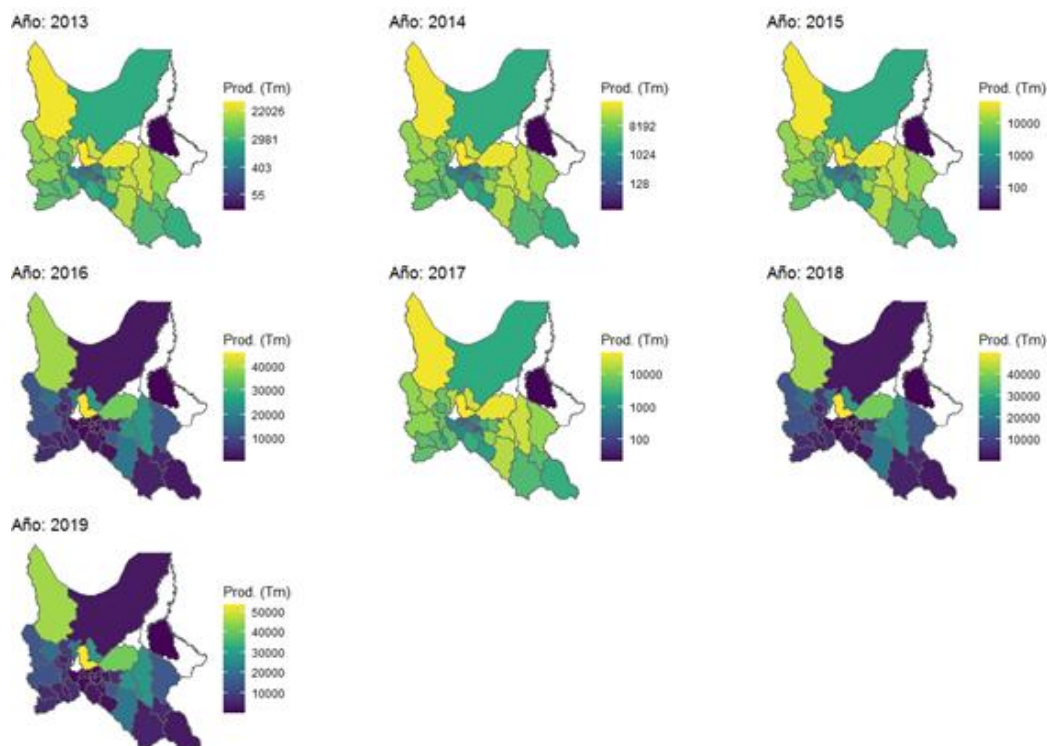 Año: 2013
Prod. (Tm)
22026
2981
403
55
Año: 2014
Prod. (Tm)
8192
1024
128
Año: 2015
Prod. (Tm)
10000
1000
100
Año: 2016
Prod. (Tm)
40000
30000
20000
10000
Año: 2017
Prod. (Tm)
10000
1000
100
Año: 2018
Prod. (Tm)
40000
30000
20000
10000
Año: 2019
Prod. (Tm)
50000
40000
30000
20000
10000